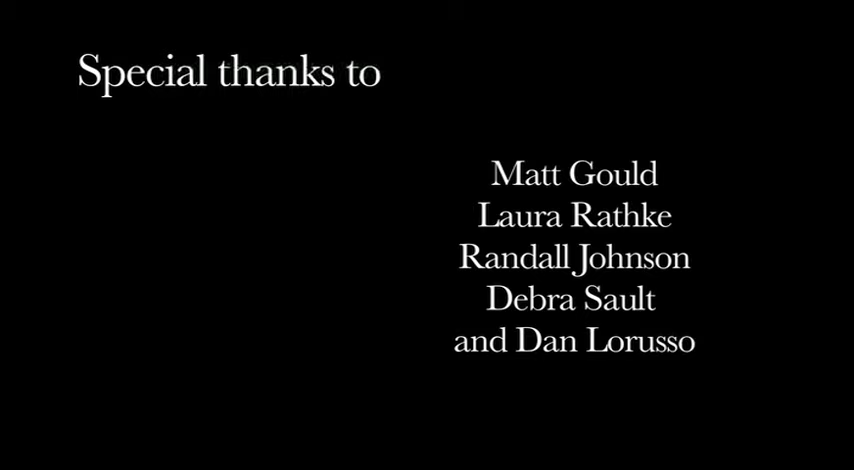 Special thanks to
Matt Gould
Laura Rathke
Randall Johnson
Debra Sault
and Dan Lorusso